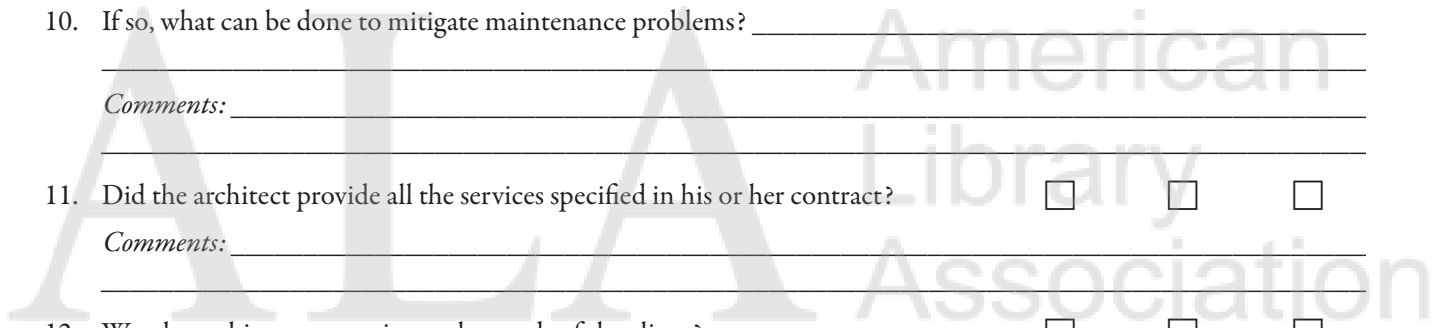 10. If so, what can be done to mitigate maintenance problems?
Comments:
11. Did the architect provide all the services specified in his or her contract?
Comments:
ALA American
Library
Association